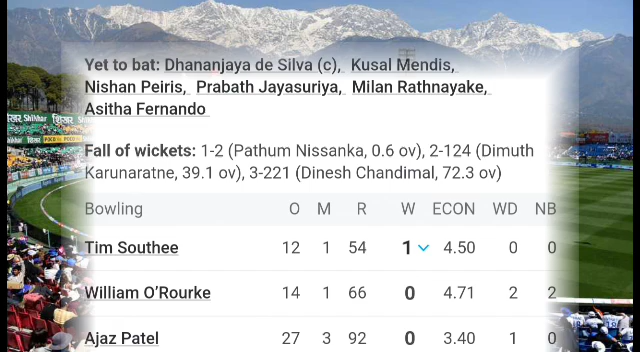 Yet to bat: Dhananjaya de Silva (c), Kusal Mendis,
Nishan Peiris, Prabath Jayasuriya, Milan Rathnayake,
Asitha Fernando
Fall of wickets: 1-2 (Pathum Nissanka, 0.6 ov), 2-124 (Dimuth
Karunaratne, 39.1 ov), 3-221 (Dinesh Chandimal, 72.3 ov)
Bowling O M R W ECON WD NB
Tim Southee 12 1 54 1 4.50 0 0
William O'Rourke 14 1 66 0 4.71 2 2
Ajaz Patel 27 3 92 0 3.40 1 0
Shikhar शिखर